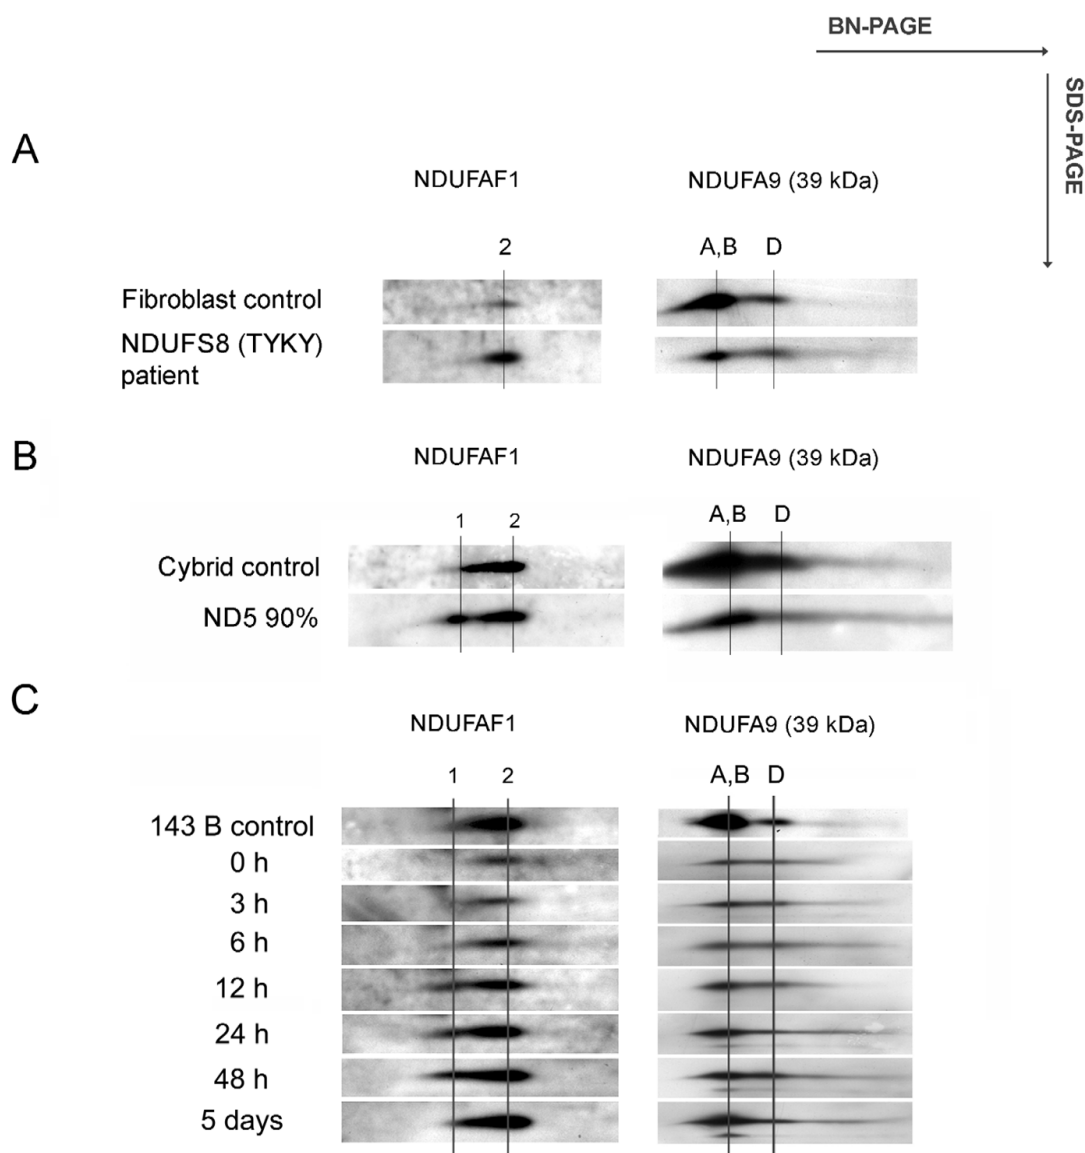 BN-PAGE
SDS-PAGE
A
NDUFAF1
NDUFA9 (39 kDa)
2
A,B D
Fibroblast control
NDUFS8 (TYKY)
patient
B
NDUFAF1
NDUFA9 (39 kDa)
1 2
A,B D
Cybrid control
ND5 90%
C
NDUFAF1
NDUFA9 (39 kDa)
1 2
A,B D
143 B control
0 h
3 h
6 h
12 h
24 h
48 h
5 days